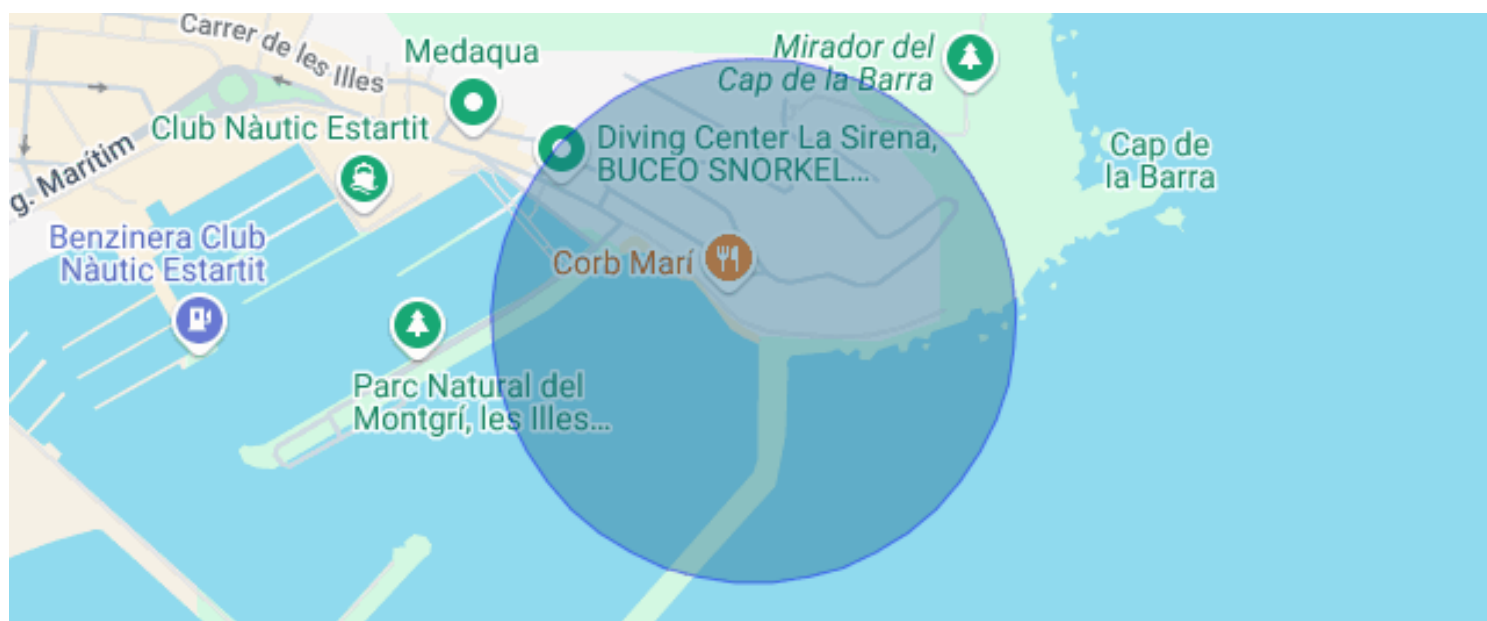 Carrer de les Illes
Medaqua
Mirador del
Cap de la Barra
Club Nàutic Estartit
Diving Center La Sirena,
BUCEO SNORKEL...
Cap de
la Barra
g. Marítim
Benzinera Club
Nàutic Estartit
Corb Marí
Parc Natural del
Montgrí, les Illes...